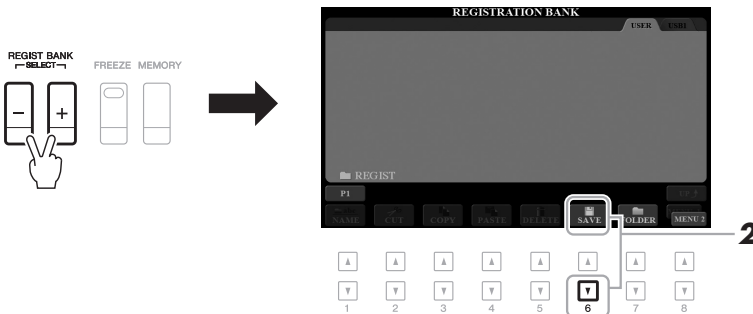 REGISTRATION BANK
USER USB1
REGIST BANK
SELECT
FREEZE MEMORY
- +
REGIST
P1
UP
NAME CUT COPY PASTE DELETE SAVE FOLDER MENU 2
2
1 2 3 4 5 6 7 8